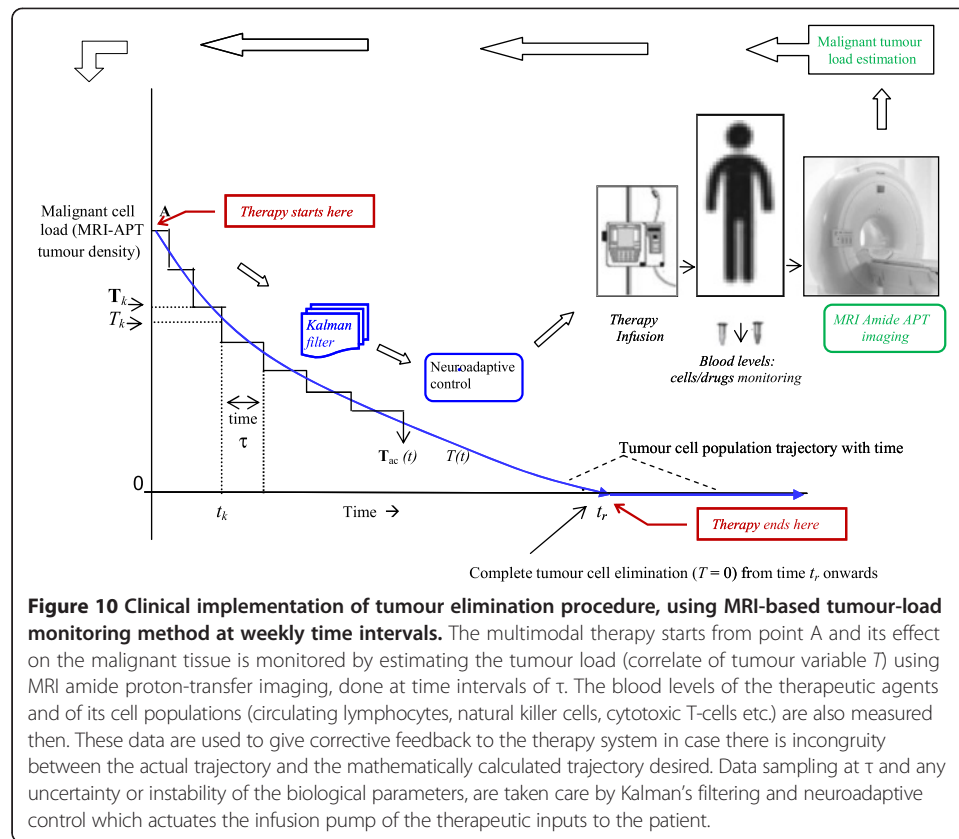 Malignant tumour
load estimation
A
Therapy starts here
Malignant cell
load (MRI-APT
tumour density)
T_k
T_k
Kalman
filter
Neuroadaptive
control
Therapy
Infusion
MRI Amide APT
imaging
Blood levels:
cells/drugs monitoring
time
τ
T_ac (t)
T(t)
Tumour cell population trajectory with time
0
t_k
Time →
t_r
Therapy ends here
Complete tumour cell elimination (T = 0) from time t_r onwards
Figure 10 Clinical implementation of tumour elimination procedure, using MRI-based tumour-load
monitoring method at weekly time intervals. The multimodal therapy starts from point A and its effect
on the malignant tissue is monitored by estimating the tumour load (correlate of tumour variable T) using
MRI amide proton-transfer imaging, done at time intervals of τ. The blood levels of the therapeutic agents
and of its cell populations (circulating lymphocytes, natural killer cells, cytotoxic T-cells etc.) are also measured
then. These data are used to give corrective feedback to the therapy system in case there is incongruity
between the actual trajectory and the mathematically calculated trajectory desired. Data sampling at τ and any
uncertainty or instability of the biological parameters, are taken care by Kalman's filtering and neuroadaptive
control which actuates the infusion pump of the therapeutic inputs to the patient.